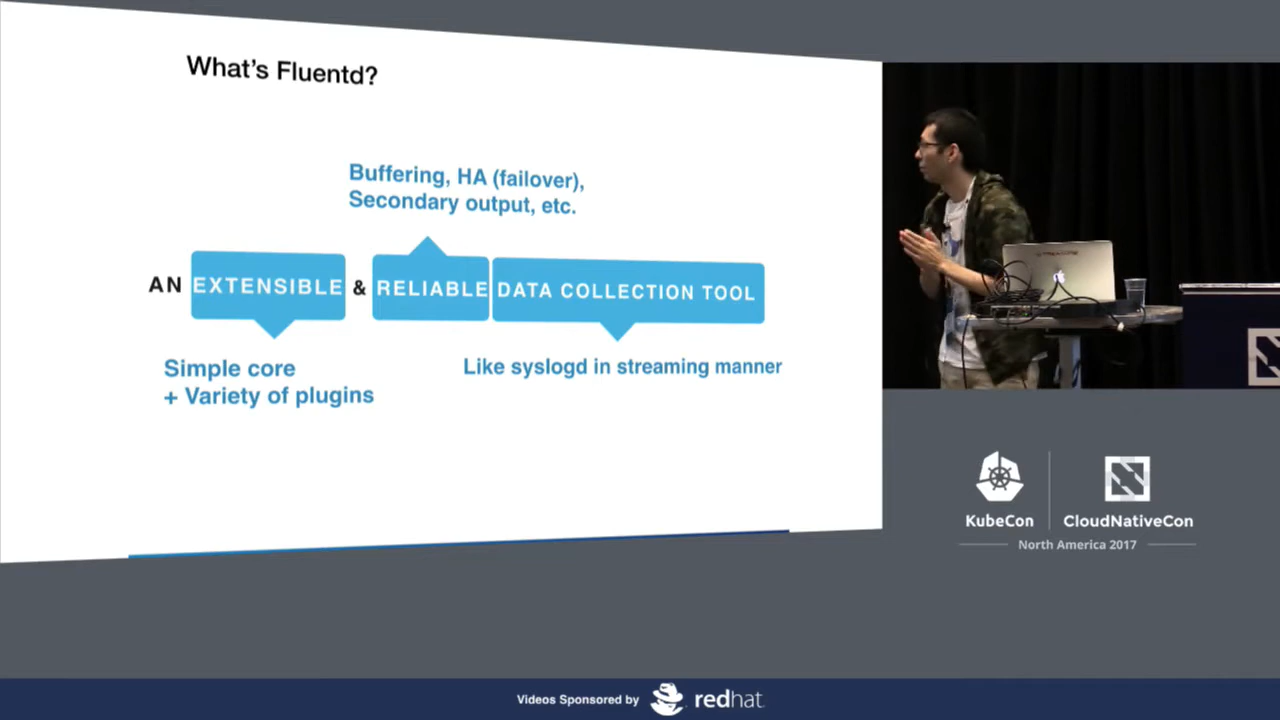 What's Fluentd?
Buffering, HA (failover),
Secondary output, etc.
AN EXTENSIBLE & RELIABLE DATA COLLECTION TOOL
Simple core
+ Variety of plugins
Like syslogd in streaming manner
KubeCon
CloudNativeCon
North America 2017
Videos Sponsored by redhat